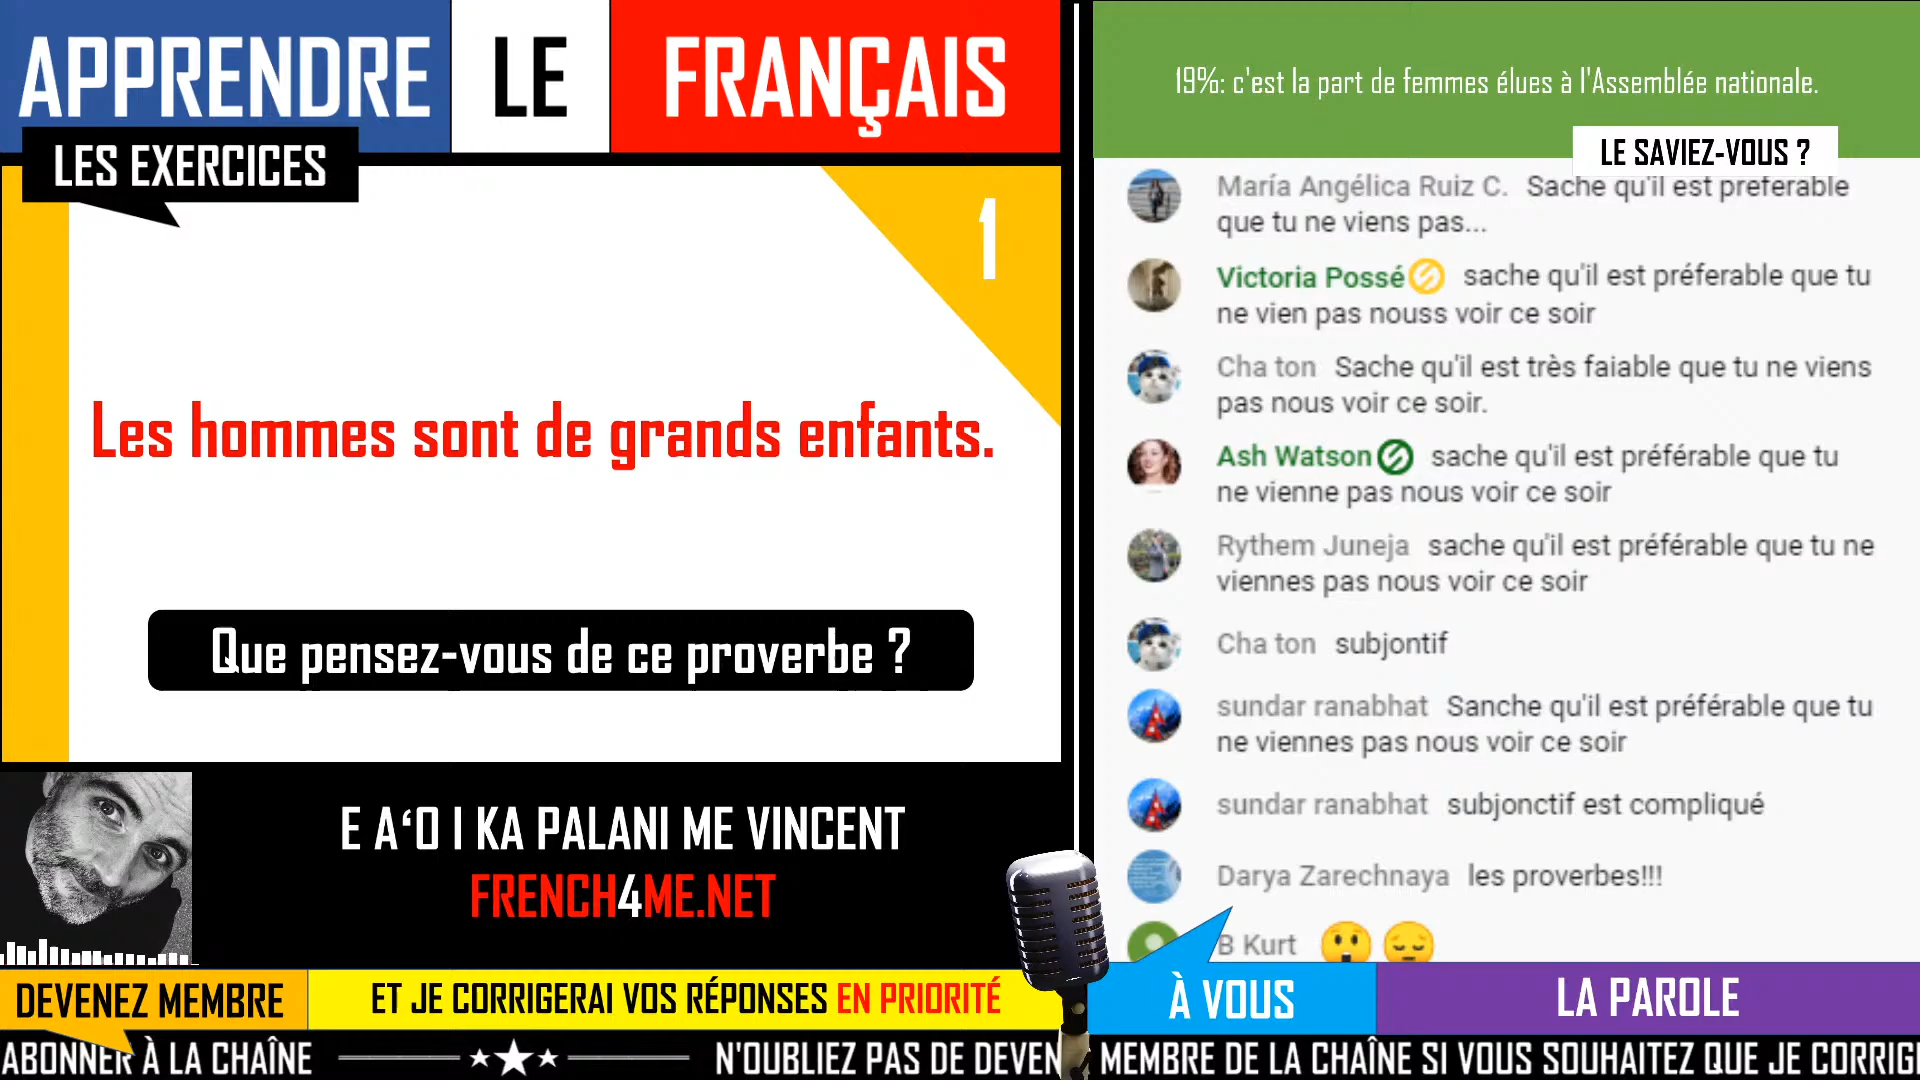 APPRENDRE LE FRANÇAIS
LES EXERCICES
1
Les hommes sont de grands enfants.
Que pensez-vous de ce proverbe ?
E AʻO I KA PALANI ME VINCENT
FRENCH4ME.NET
DEVENEZ MEMBRE
ET JE CORRIGERAI VOS RÉPONSES EN PRIORITÉ
19%: c'est la part de femmes élues à l'Assemblée nationale.
LE SAVIEZ-VOUS ?
María Angélica Ruiz C. Sache qu'il est preferable
que tu ne viens pas...
Victoria Possé sache qu'il est préferable que tu
ne vien pas nouss voir ce soir
Cha ton Sache qu'il est très faiable que tu ne viens
pas nous voir ce soir.
Ash Watson sache qu'il est préférable que tu
ne vienne pas nous voir ce soir
Rythem Juneja sache qu'il est préférable que tu ne
viennes pas nous voir ce soir
Cha ton subjontif
sundar ranabhat Sanche qu'il est préférable que tu
ne viennes pas nous voir ce soir
sundar ranabhat subjonctif est compliqué
Darya Zarechnaya les proverbes!!!
B Kurt
À VOUS LA PAROLE
ABONNER À LA CHAÎNE N'OUBLIEZ PAS DE DEVEN MEMBRE DE LA CHAÎNE SI VOUS SOUHAITEZ QUE JE CORRIG